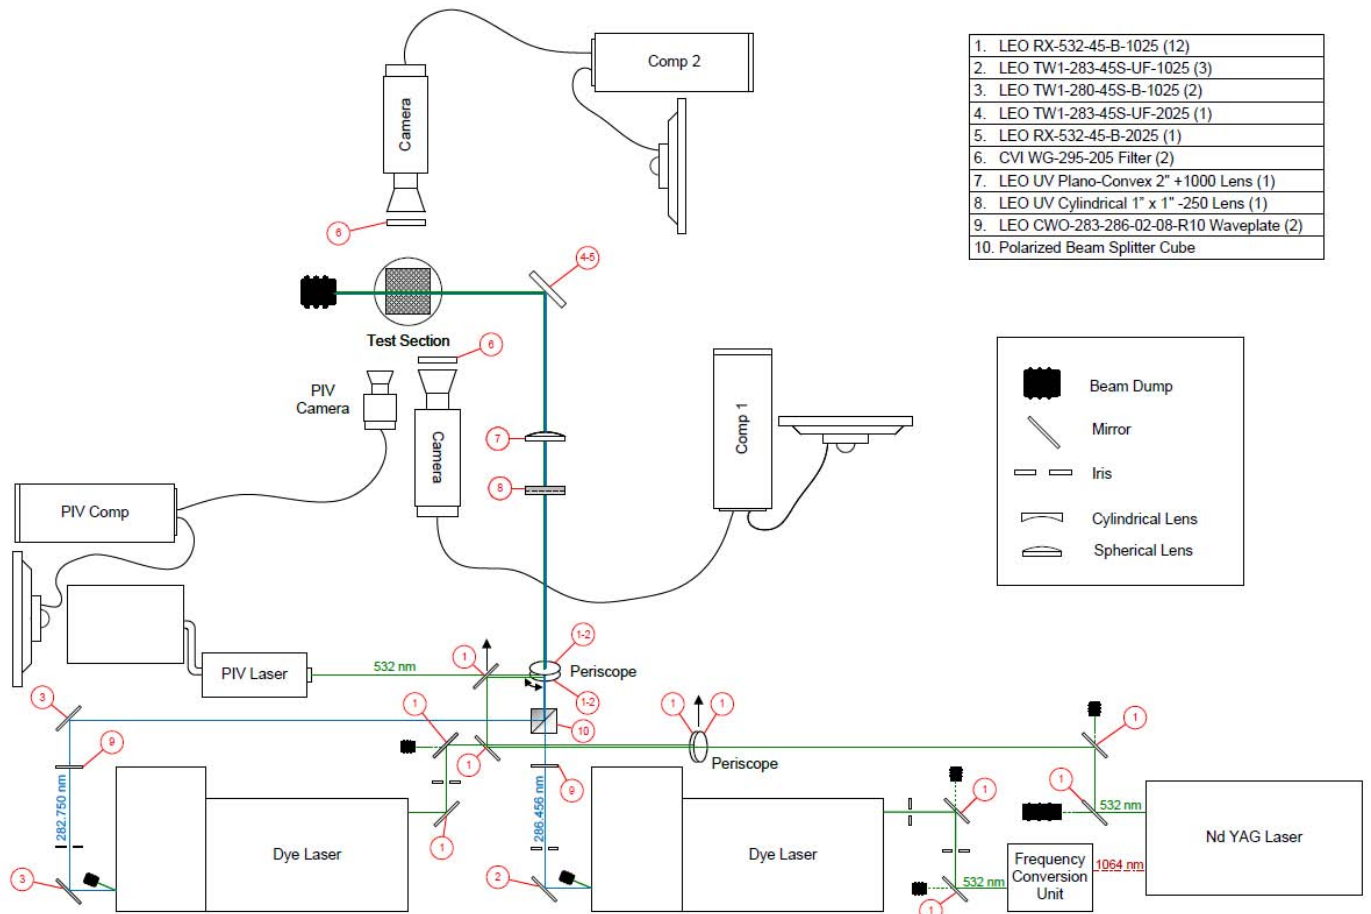 Comp 2
Camera
6
1. LEO RX-532-45-B-1025 (12)
2. LEO TW1-283-45S-UF-1025 (3)
3. LEO TW1-280-45S-B-1025 (2)
4. LEO TW1-283-45S-UF-2025 (1)
5. LEO RX-532-45-B-2025 (1)
6. CVI WG-295-205 Filter (2)
7. LEO UV Plano-Convex 2" +1000 Lens (1)
8. LEO UV Cylindrical 1" x 1" -250 Lens (1)
9. LEO CWO-283-286-02-08-R10 Waveplate (2)
10. Polarized Beam Splitter Cube
4-5
Test Section
6
PIV
Camera
Camera
7
8
Comp 1
Beam Dump
Mirror
Iris
Cylindrical Lens
Spherical Lens
PIV Comp
PIV Laser
532 nm
1
1-2
Periscope
1-2
3
10
1
1
1
1
Periscope
1
9
282.750 nm
3
Dye Laser
1
9
286.456 nm
2
Dye Laser
1
1
532 nm
Nd YAG Laser
Frequency
Conversion
Unit
1064 nm
532 nm
1